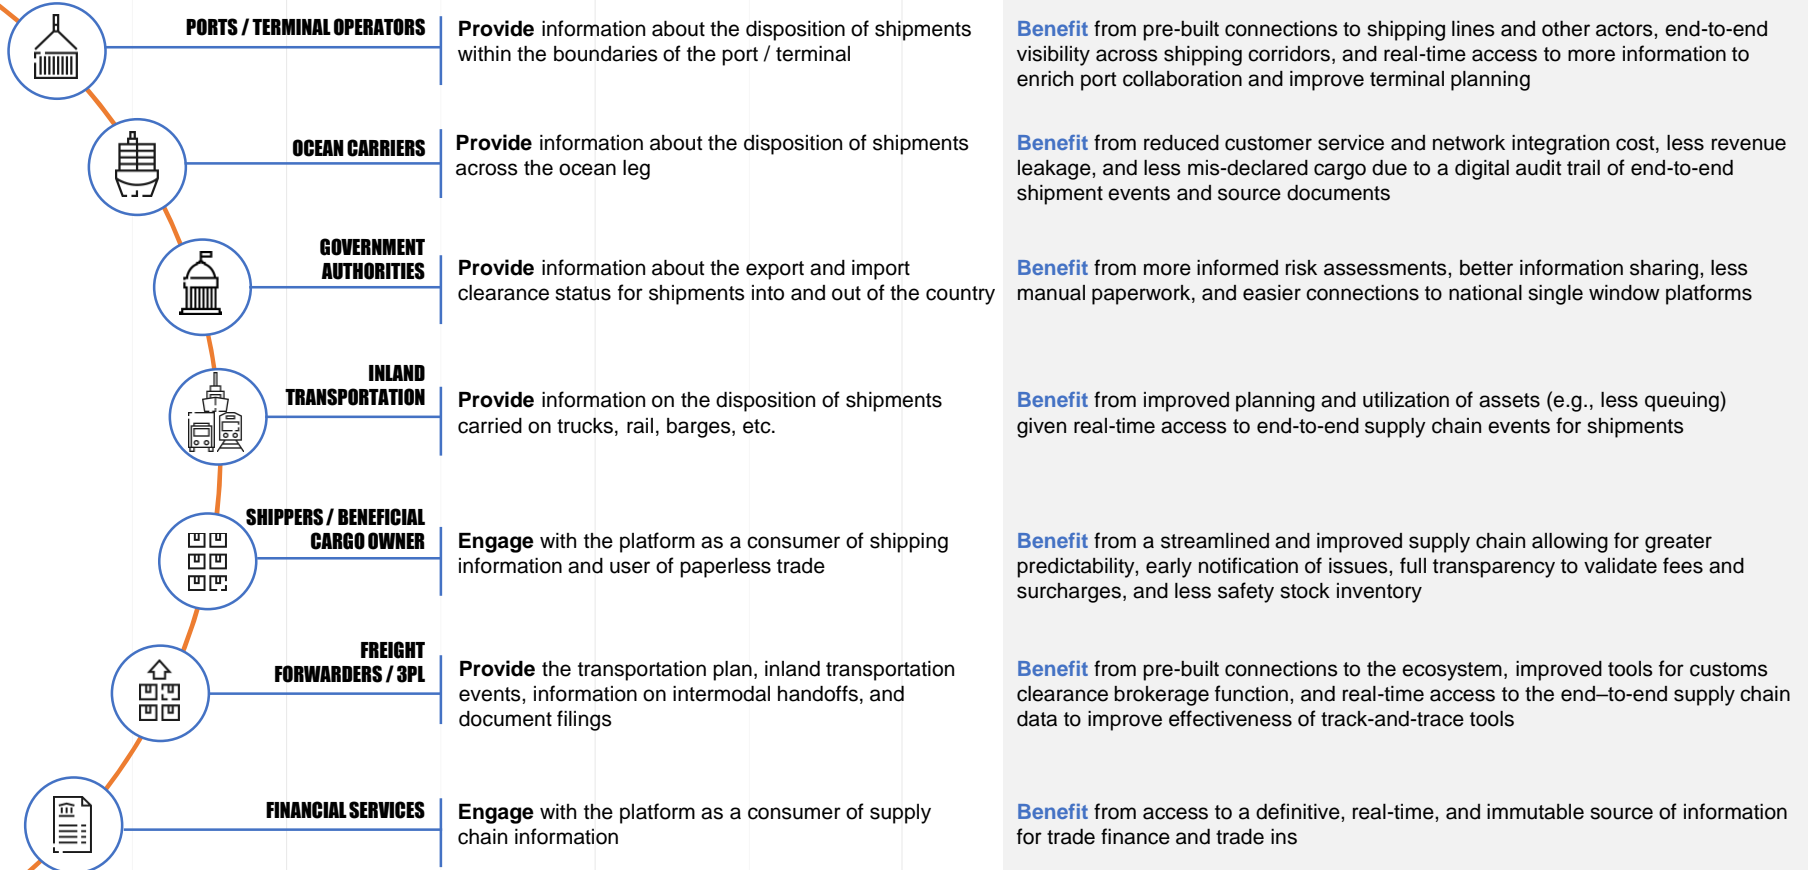 PORTS / TERMINAL OPERATORS
Provide information about the disposition of shipments
within the boundaries of the port / terminal
Benefit from pre-built connections to shipping lines and other actors, end-to-end
visibility across shipping corridors, and real-time access to more information to
enrich port collaboration and improve terminal planning
OCEAN CARRIERS
Provide information about the disposition of shipments
across the ocean leg
Benefit from reduced customer service and network integration cost, less revenue
leakage, and less mis-declared cargo due to a digital audit trail of end-to-end
shipment events and source documents
GOVERNMENT
AUTHORITIES
Provide information about the export and import
clearance status for shipments into and out of the country
Benefit from more informed risk assessments, better information sharing, less
manual paperwork, and easier connections to national single window platforms
INLAND
TRANSPORTATION
Provide information on the disposition of shipments
carried on trucks, rail, barges, etc.
Benefit from improved planning and utilization of assets (e.g., less queuing)
given real-time access to end-to-end supply chain events for shipments
SHIPPERS / BENEFICIAL
CARGO OWNER
Engage with the platform as a consumer of shipping
information and user of paperless trade
Benefit from a streamlined and improved supply chain allowing for greater
predictability, early notification of issues, full transparency to validate fees and
surcharges, and less safety stock inventory
FREIGHT
FORWARDERS / 3PL
Provide the transportation plan, inland transportation
events, information on intermodal handoffs, and
document filings
Benefit from pre-built connections to the ecosystem, improved tools for customs
clearance brokerage function, and real-time access to the end–to-end supply chain
data to improve effectiveness of track-and-trace tools
FINANCIAL SERVICES
Engage with the platform as a consumer of supply
chain information
Benefit from access to a definitive, real-time, and immutable source of information
for trade finance and trade ins